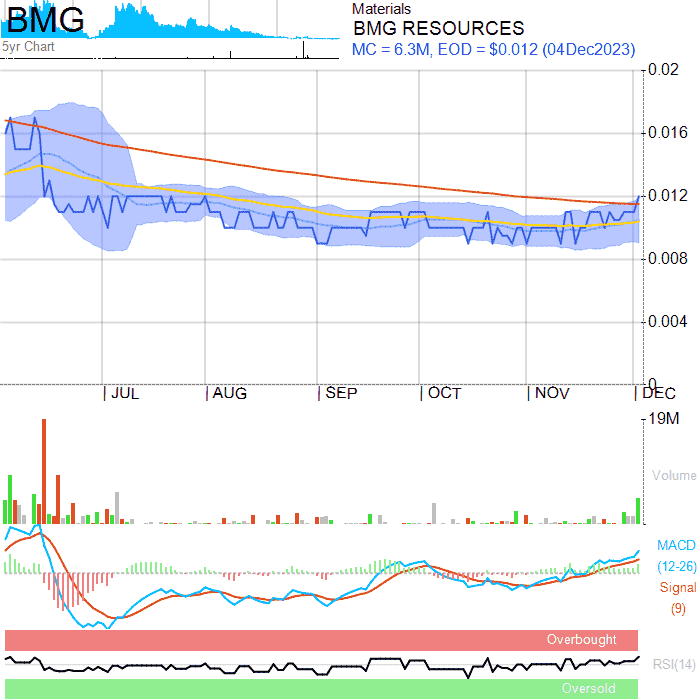 BMG
5yr Chart
Materials
BMG RESOURCES
MC = 6.3M, EOD = $0.012 (04Dec2023)
0.02
0.016
0.012
0.008
0.004
0
JUL AUG SEP OCT NOV DEC
19M
Volume
MACD
(12-26)
Signal
(9)
Overbought
RSI(14)
Oversold